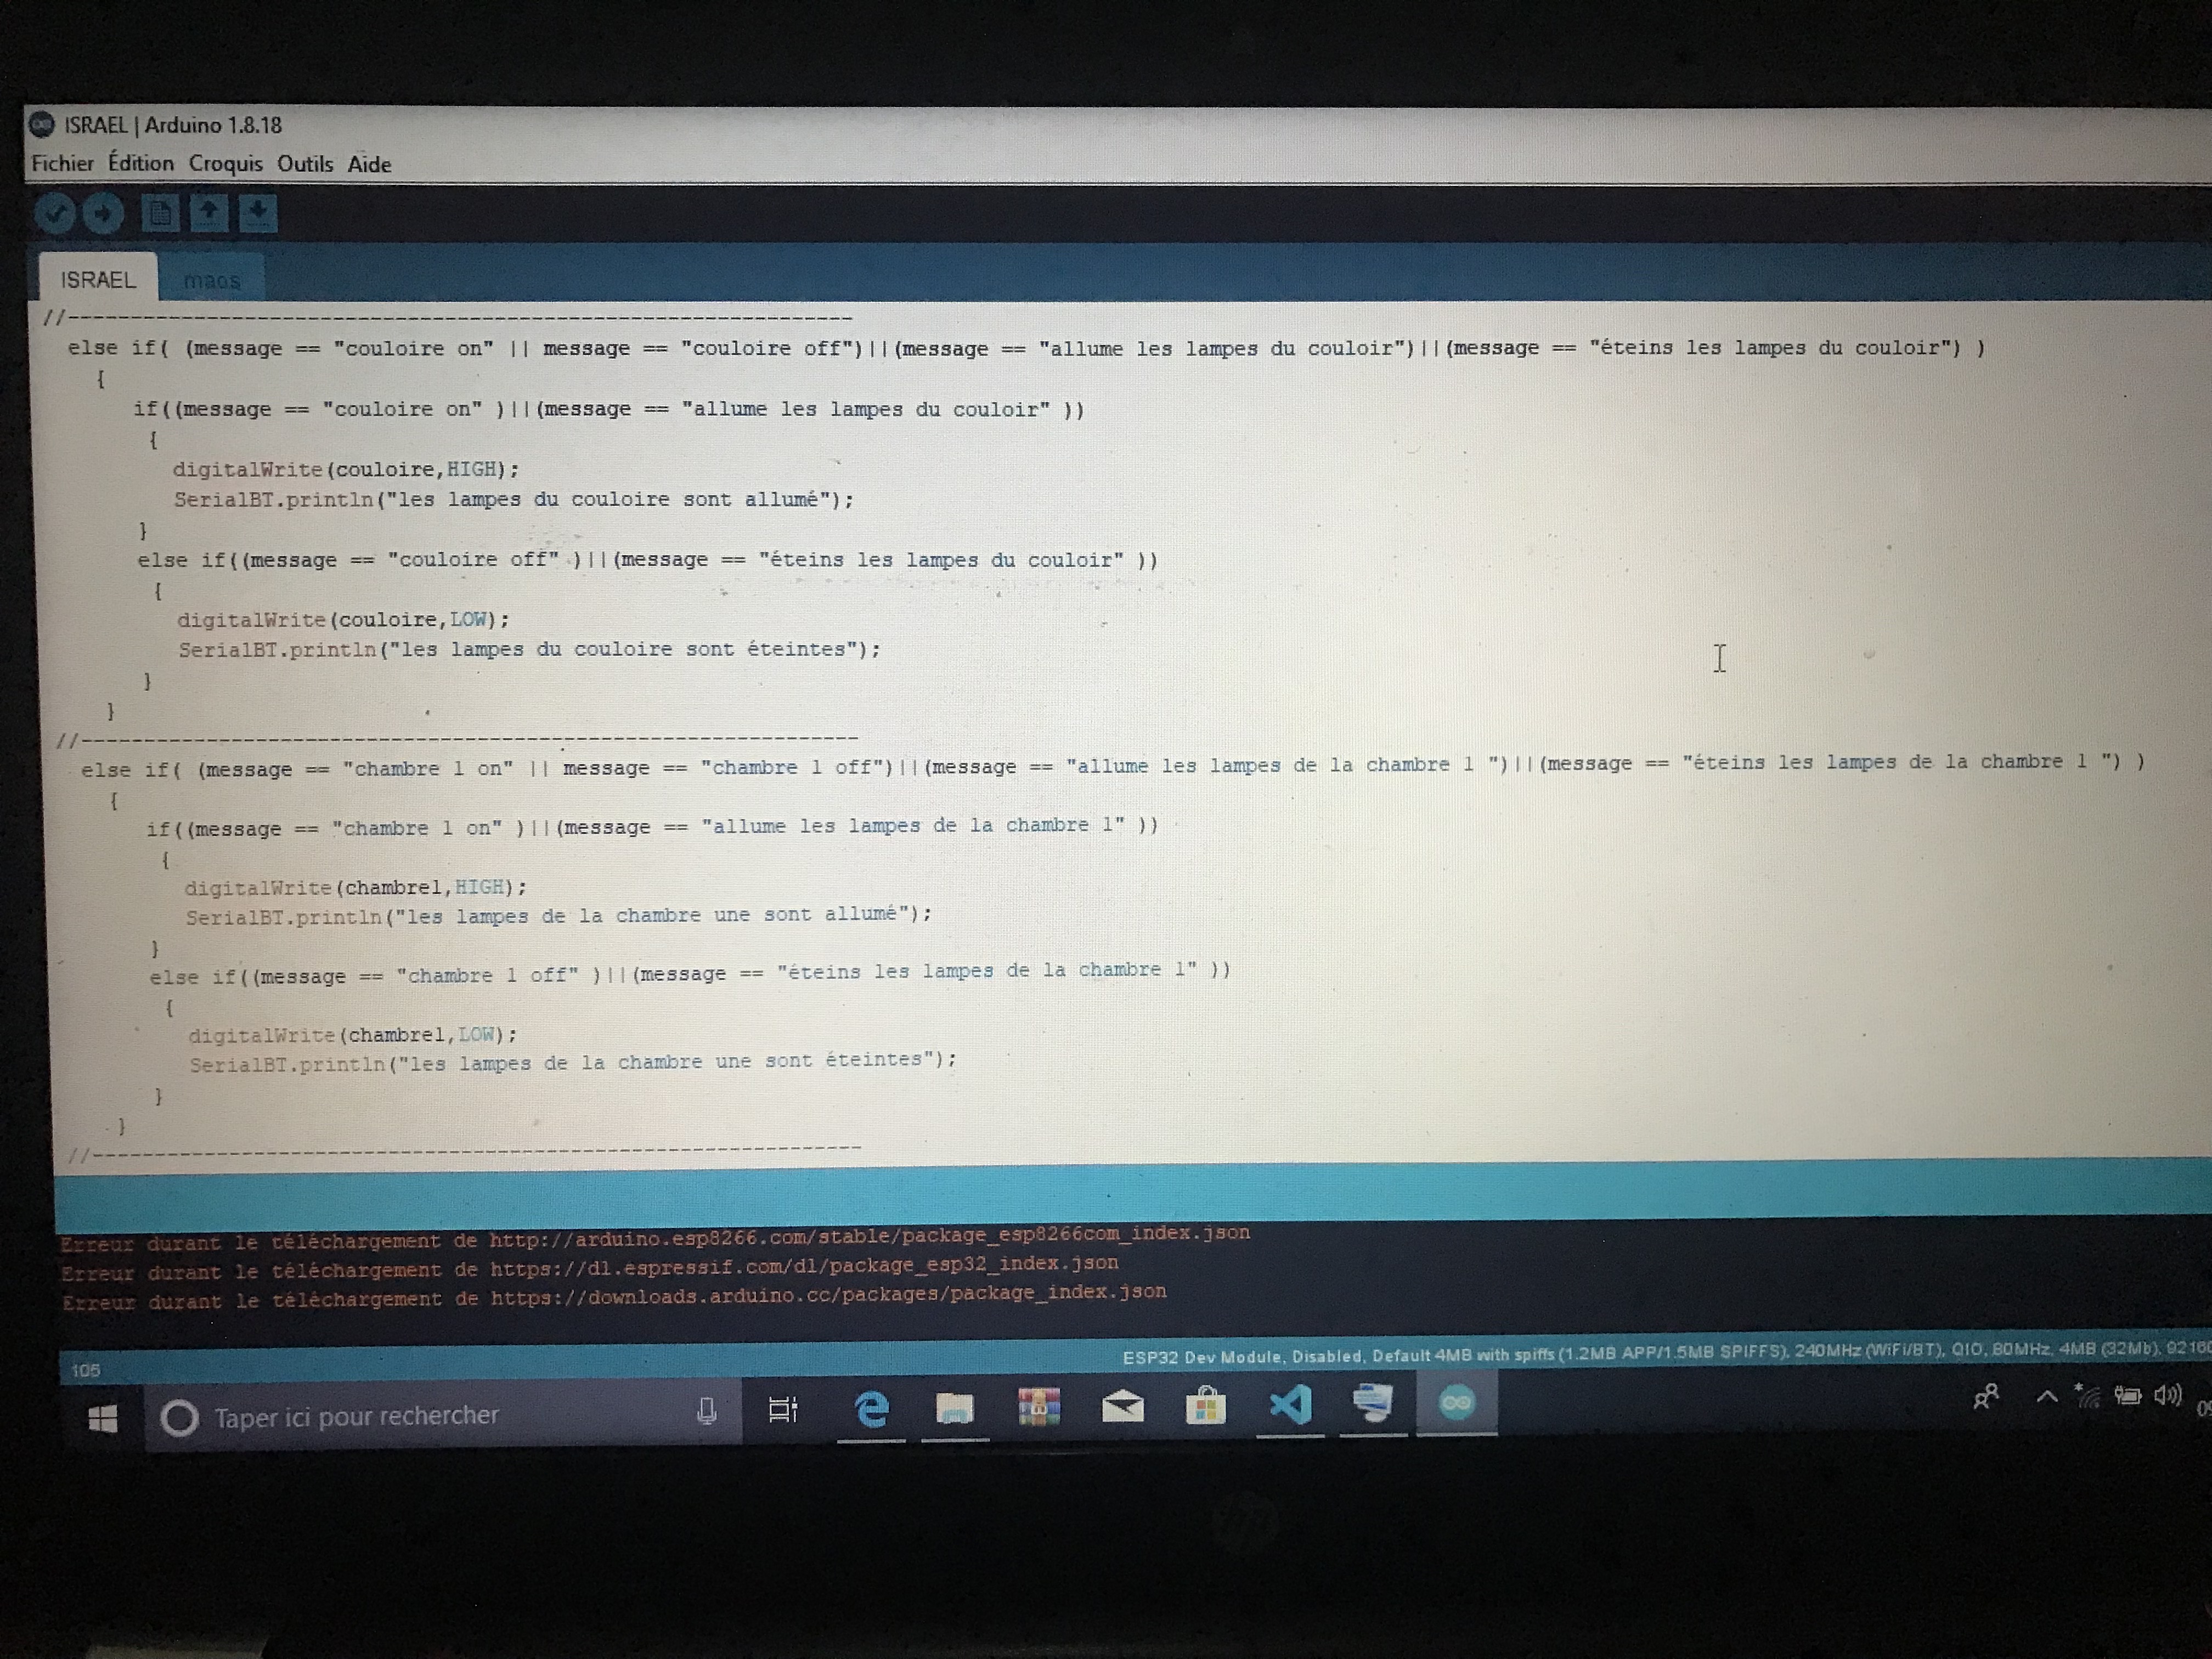 ISRAEL | Arduino 1.8.18
Fichier Édition Croquis Outils Aide
ISRAEL maos
//--------------------------------------------------------------
else if( (message == "couloire on" || message == "couloire off")||(message == "allume les lampes du couloir")||(message == "éteins les lampes du couloir") )
{
if((message == "couloire on" )||(message == "allume les lampes du couloir" ))
{
digitalWrite(couloire,HIGH);
SerialBT.println("les lampes du couloire sont allumé");
}
else if((message == "couloire off" )||(message == "éteins les lampes du couloir" ))
{
digitalWrite(couloire,LOW);
SerialBT.println("les lampes du couloire sont éteintes");
}
}
//--------------------------------------------------------------
else if( (message == "chambre 1 on" || message == "chambre 1 off")||(message == "allume les lampes de la chambre 1 ")||(message == "éteins les lampes de la chambre 1 ") )
{
if((message == "chambre 1 on" )||(message == "allume les lampes de la chambre 1" ))
{
digitalWrite(chambre1,HIGH);
SerialBT.println("les lampes de la chambre une sont allumé");
}
else if((message == "chambre 1 off" )||(message == "éteins les lampes de la chambre 1" ))
{
digitalWrite(chambre1,LOW);
SerialBT.println("les lampes de la chambre une sont éteintes");
}
}
//--------------------------------------------------------------
Erreur durant le téléchargement de http://arduino.esp8266.com/stable/package_esp8266com_index.json
Erreur durant le téléchargement de https://dl.espressif.com/dl/package_esp32_index.json
Erreur durant le téléchargement de https://downloads.arduino.cc/packages/package_index.json
105 ESP32 Dev Module, Disabled, Default 4MB with spiffs (1.2MB APP/1.5MB SPIFFS), 240MHz (WiFi/BT), QIO, 80MHz, 4MB (32Mb), 92160
Taper ici pour rechercher
hp